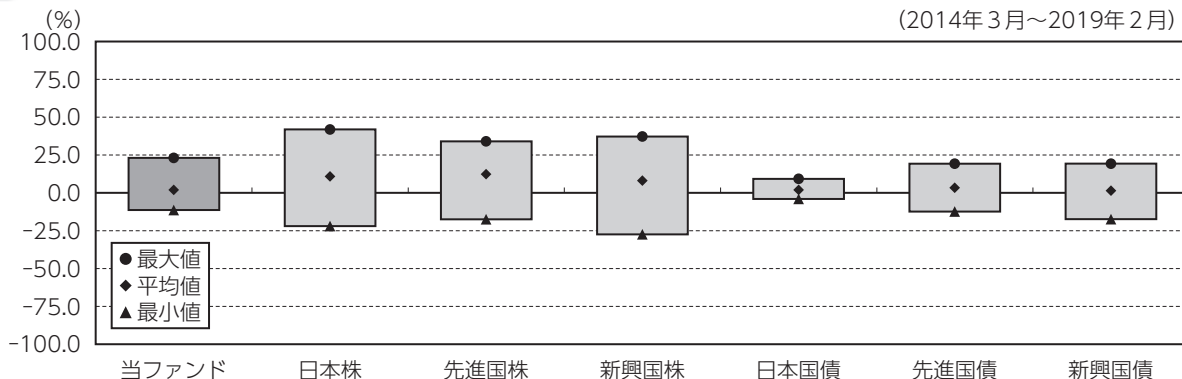 (%)
(2014年3月～2019年2月)
100.0
75.0
50.0
25.0
0.0
-25.0
-50.0
-75.0
-100.0
●最大値
◆平均値
▲最小値
当ファンド 日本株 先進国株 新興国株 日本国債 先進国債 新興国債